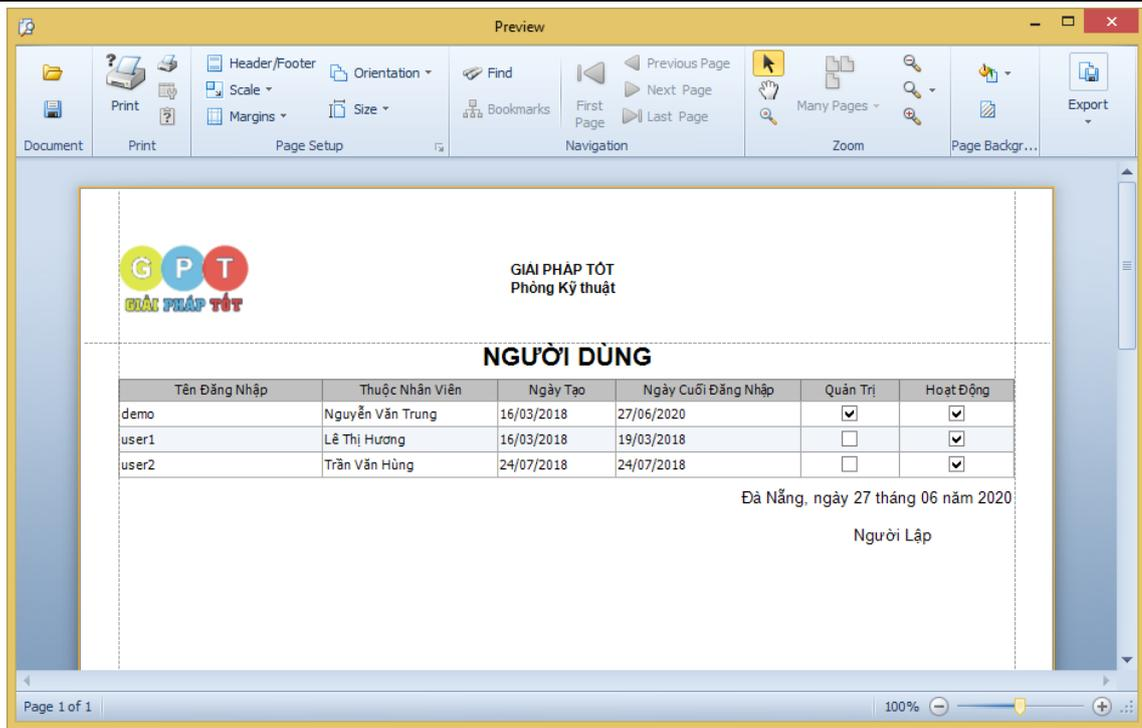 Preview
Header/Footer
Orientation
Find
Previous Page
Scale
Next Page
Print
First Page
Many Pages
Export
Margins
Size
Bookmarks
Last Page
Document
Print
Page Setup
Navigation
Zoom
Page Backgr...
G P T
GIẢI PHÁP TỐT
GIẢI PHÁP TỐT
Phòng Kỹ thuật
NGƯỜI DÙNG
Tên Đăng Nhập Thuộc Nhân Viên Ngày Tạo Ngày Cuối Đăng Nhập Quản Trị Hoạt Động
demo Nguyễn Văn Trung 16/03/2018 27/06/2020
user1 Lê Thị Hương 16/03/2018 19/03/2018
user2 Trần Văn Hùng 24/07/2018 24/07/2018
Đà Nẵng, ngày 27 tháng 06 năm 2020
Người Lập
Page 1 of 1
100%